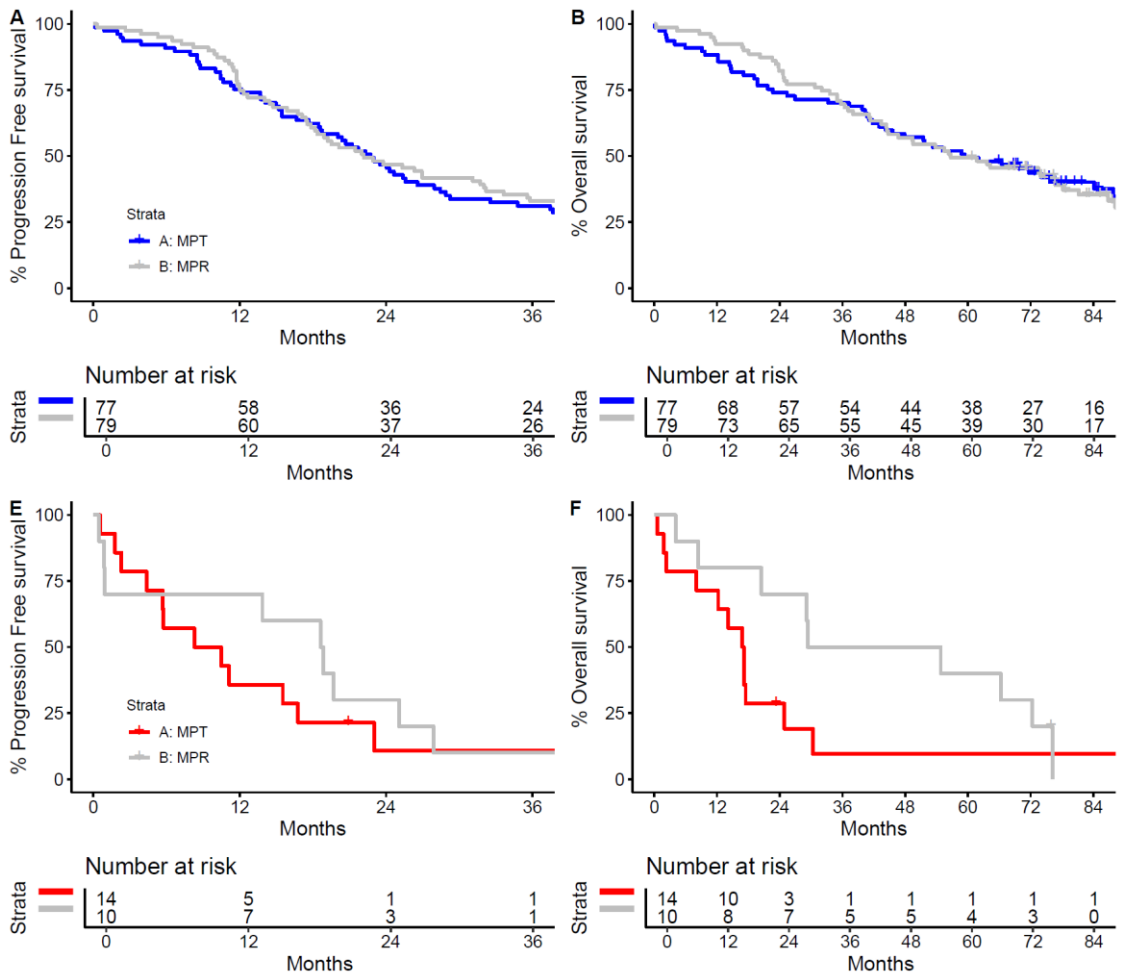 A
% Progression Free survival
100
75
50
25
0
Strata
A: MPT
B: MPR
0 12 24 36
Months
Number at risk
Strata
77 58 36 24
79 60 37 26
0 12 24 36
Months
B
% Overall survival
100
75
50
25
0
0 12 24 36 48 60 72 84
Months
Number at risk
Strata
77 68 57 54 44 38 27 16
79 73 65 55 45 39 30 17
0 12 24 36 48 60 72 84
Months
E
% Progression Free survival
100
75
50
25
0
Strata
A: MPT
B: MPR
0 12 24 36
Months
Number at risk
Strata
14 5 1 1
10 7 3 1
0 12 24 36
Months
F
% Overall survival
100
75
50
25
0
0 12 24 36 48 60 72 84
Months
Number at risk
Strata
14 10 3 1 1 1 1 1
10 8 7 5 5 4 3 0
0 12 24 36 48 60 72 84
Months